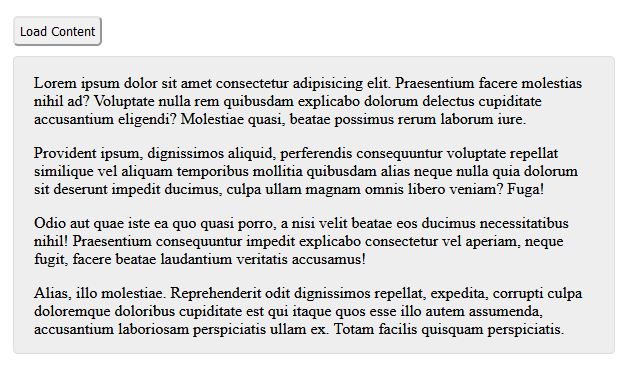 Load Content
Lorem ipsum dolor sit amet consectetur adipisicing elit. Praesentium facere molestias
nihil ad? Voluptate nulla rem quibusdam explicabo dolorum delectus cupiditate
accusantium eligendi? Molestiae quasi, beatae possimus rerum laborum iure.
Provident ipsum, dignissimos aliquid, perferendis consequuntur voluptate repellat
similique vel aliquam temporibus mollitia quibusdam alias neque nulla quia dolorum
sit deserunt impedit ducimus, culpa ullam magnam omnis libero veniam? Fuga!
Odio aut quae iste ea quo quasi porro, a nisi velit beatae eos ducimus necessitatibus
nihil! Praesentium consequuntur impedit explicabo consectetur vel aperiam, neque
fugit, facere beatae laudantium veritatis accusamus!
Alias, illo molestiae. Reprehenderit odit dignissimos repellat, expedita, corrupti culpa
doloremque doloribus cupiditate est qui itaque quos esse illo autem assumenda,
accusantium laboriosam perspiciatis ullam ex. Totam facilis quisquam perspiciatis.